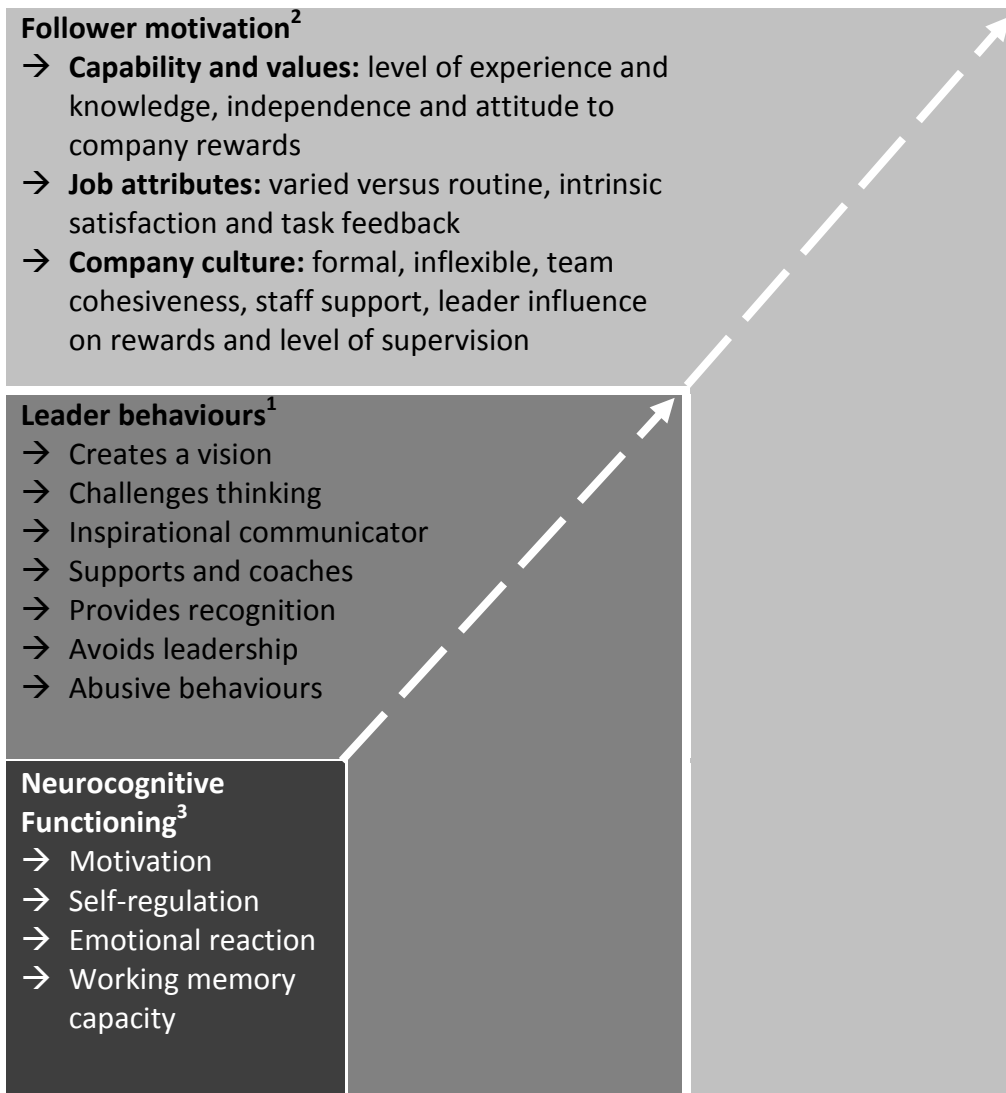 Follower motivation²
→ Capability and values: level of experience and
knowledge, independence and attitude to
company rewards
→ Job attributes: varied versus routine, intrinsic
satisfaction and task feedback
→ Company culture: formal, inflexible, team
cohesiveness, staff support, leader influence
on rewards and level of supervision
Leader behaviours¹
→ Creates a vision
→ Challenges thinking
→ Inspirational communicator
→ Supports and coaches
→ Provides recognition
→ Avoids leadership
→ Abusive behaviours
Neurocognitive
Functioning³
→ Motivation
→ Self-regulation
→ Emotional reaction
→ Working memory
capacity